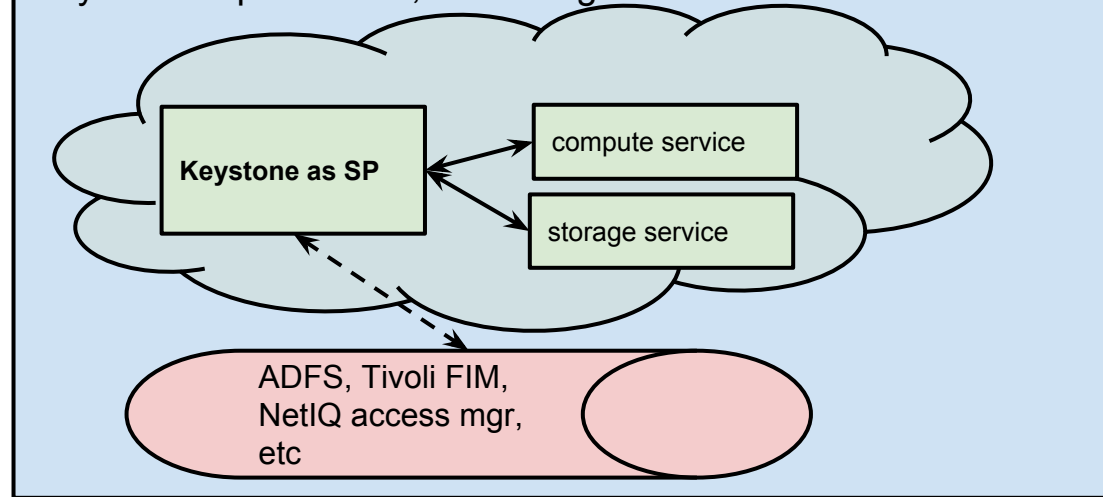 Keystone as SP
compute service
storage service
ADFS, Tivoli FIM,
NetIQ access mgr,
etc